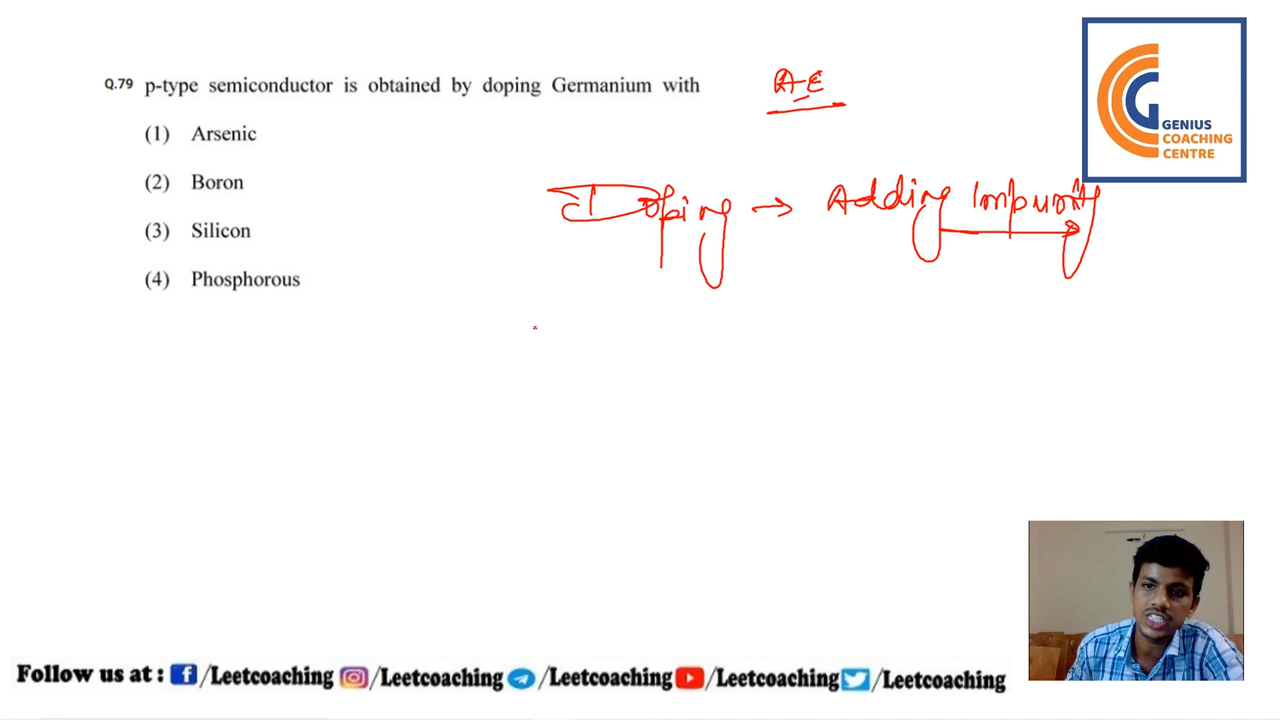 Q.79 p-type semiconductor is obtained by doping Germanium with
(1) Arsenic
(2) Boron
(3) Silicon
(4) Phosphorous
Doping → Adding Impurity
GENIUS
COACHING
CENTRE
Follow us at : /Leetcoaching /Leetcoaching /Leetcoaching /Leetcoaching /Leetcoaching